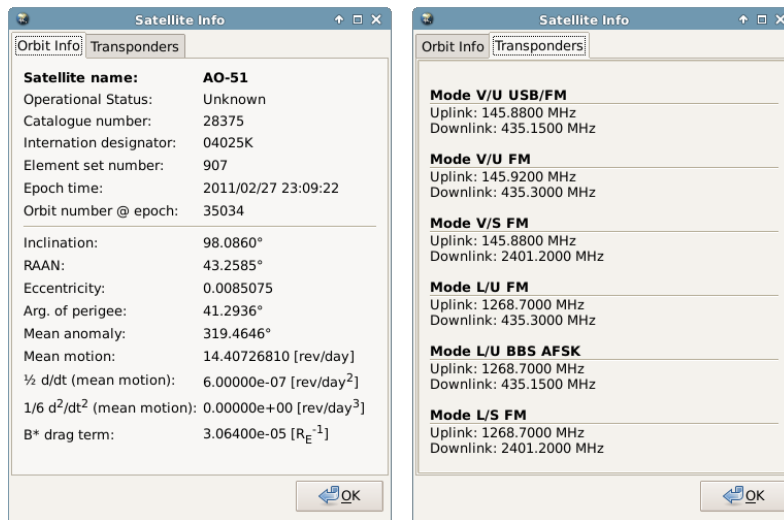 Satellite Info
Orbit Info Transponders
Satellite name: AO-51
Operational Status: Unknown
Catalogue number: 28375
Internation designator: 04025K
Element set number: 907
Epoch time: 2011/02/27 23:09:22
Orbit number @ epoch: 35034
Inclination: 98.0860°
RAAN: 43.2585°
Eccentricity: 0.0085075
Arg. of perigee: 41.2936°
Mean anomaly: 319.4646°
Mean motion: 14.40726810 [rev/day]
½ d/dt (mean motion): 6.00000e-07 [rev/day²]
1/6 d²/dt² (mean motion): 0.00000e+00 [rev/day³]
B* drag term: 3.06400e-05 [R_E⁻¹]
OK
Satellite Info
Orbit Info Transponders
Mode V/U USB/FM
Uplink: 145.8800 MHz
Downlink: 435.1500 MHz
Mode V/U FM
Uplink: 145.9200 MHz
Downlink: 435.3000 MHz
Mode V/S FM
Uplink: 145.8800 MHz
Downlink: 2401.2000 MHz
Mode L/U FM
Uplink: 1268.7000 MHz
Downlink: 435.3000 MHz
Mode L/U BBS AFSK
Uplink: 1268.7000 MHz
Downlink: 435.1500 MHz
Mode L/S FM
Uplink: 1268.7000 MHz
Downlink: 2401.2000 MHz
OK